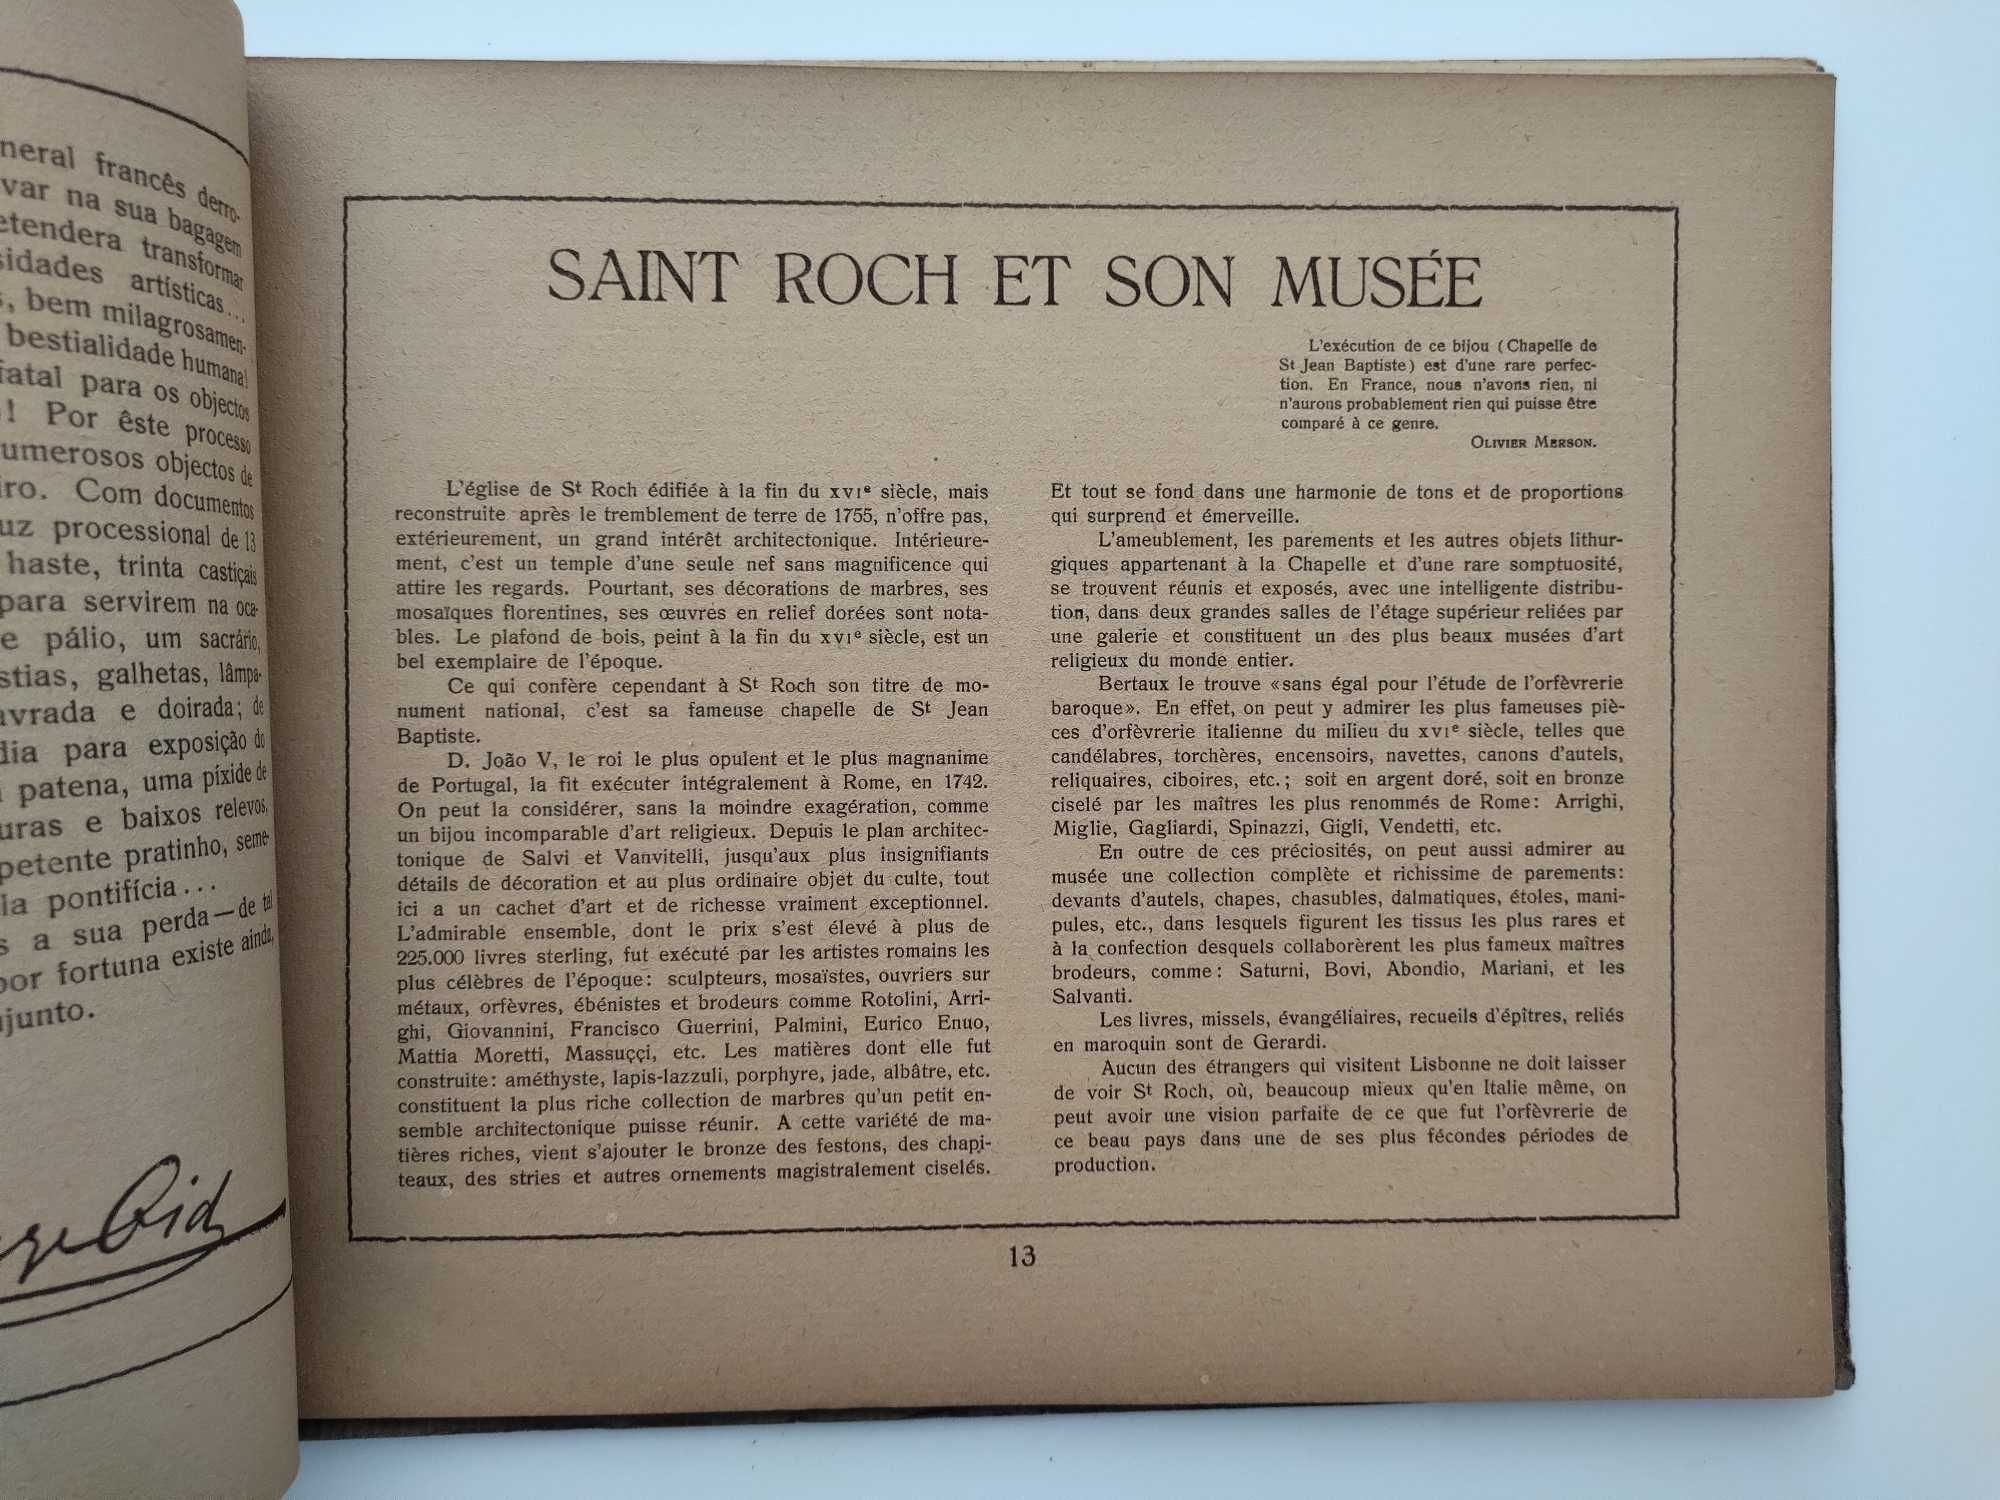 neral francês derro-
var na sua bagagem
etendera transformar
sidades artísticas...
s, bem milagrosamen-
bestialidade humana!
fatal para os objectos
! Por êste processo
umerosos objectos de
iro. Com documentos
uz processional de 13
haste, trinta castiçais
para servirem na oca-
e pálio, um sacrário,
stias, galhetas, lâmpa-
avrada e doirada; de
dia para exposição do
patena, uma píxide de
uras e baixos relevos,
petente pratinho, seme-
la pontifícia...
s a sua perda—de tal
por fortuna existe ainda,
junto.
SAINT ROCH ET SON MUSÉE
L'exécution de ce bijou (Chapelle de
St Jean Baptiste) est d'une rare perfec-
tion. En France, nous n'avons rien, ni
n'aurons probablement rien qui puisse être
comparé à ce genre.
OLIVIER MERSON.
L'église de St Roch édifiée à la fin du XVIe siècle, mais
reconstruite après le tremblement de terre de 1755, n'offre pas,
extérieurement, un grand intérêt architectonique. Intérieure-
ment, c'est un temple d'une seule nef sans magnificence qui
attire les regards. Pourtant, ses décorations de marbres, ses
mosaïques florentines, ses œuvres en relief dorées sont nota-
bles. Le plafond de bois, peint à la fin du XVIe siècle, est un
bel exemplaire de l'époque.
Ce qui confère cependant à St Roch son titre de mo-
nument national, c'est sa fameuse chapelle de St Jean
Baptiste.
D. João V, le roi le plus opulent et le plus magnanime
de Portugal, la fit exécuter intégralement à Rome, en 1742.
On peut la considérer, sans la moindre exagération, comme
un bijou incomparable d'art religieux. Depuis le plan architec-
tonique de Salvi et Vanvitelli, jusqu'aux plus insignifiants
détails de décoration et au plus ordinaire objet du culte, tout
ici a un cachet d'art et de richesse vraiment exceptionnel.
L'admirable ensemble, dont le prix s'est élevé à plus de
225.000 livres sterling, fut exécuté par les artistes romains les
plus célèbres de l'époque: sculpteurs, mosaïstes, ouvriers sur
métaux, orfèvres, ébénistes et brodeurs comme Rotolini, Arri-
ghi, Giovannini, Francisco Guerrini, Palmini, Eurico Enuo,
Mattia Moretti, Massuççi, etc. Les matières dont elle fut
construite: améthyste, lapis-lazzuli, porphyre, jade, albâtre, etc.
constituent la plus riche collection de marbres qu'un petit en-
semble architectonique puisse réunir. A cette variété de ma-
tières riches, vient s'ajouter le bronze des festons, des chapi-
teaux, des stries et autres ornements magistralement ciselés.
Et tout se fond dans une harmonie de tons et de proportions
qui surprend et émerveille.
L'ameublement, les parements et les autres objets lithur-
giques appartenant à la Chapelle et d'une rare somptuosité,
se trouvent réunis et exposés, avec une intelligente distribu-
tion, dans deux grandes salles de l'étage supérieur reliées par
une galerie et constituent un des plus beaux musées d'art
religieux du monde entier.
Bertaux le trouve «sans égal pour l'étude de l'orfèvrerie
baroque». En effet, on peut y admirer les plus fameuses piè-
ces d'orfèvrerie italienne du milieu du XVIe siècle, telles que
candélabres, torchères, encensoirs, navettes, canons d'autels,
reliquaires, ciboires, etc.; soit en argent doré, soit en bronze
ciselé par les maîtres les plus renommés de Rome: Arrighi,
Miglie, Gagliardi, Spinazzi, Gigli, Vendetti, etc.
En outre de ces préciosités, on peut aussi admirer au
musée une collection complète et richissime de parements:
devants d'autels, chapes, chasubles, dalmatiques, étoles, mani-
pules, etc., dans lesquels figurent les tissus les plus rares et
à la confection desquels collaborèrent les plus fameux maîtres
brodeurs, comme: Saturni, Bovi, Abondio, Mariani, et les
Salvanti.
Les livres, missels, évangéliaires, recueils d'épîtres, reliés
en maroquin sont de Gerardi.
Aucun des étrangers qui visitent Lisbonne ne doit laisser
de voir St Roch, où, beaucoup mieux qu'en Italie même, on
peut avoir une vision parfaite de ce que fut l'orfèvrerie de
ce beau pays dans une de ses plus fécondes périodes de
production.
13